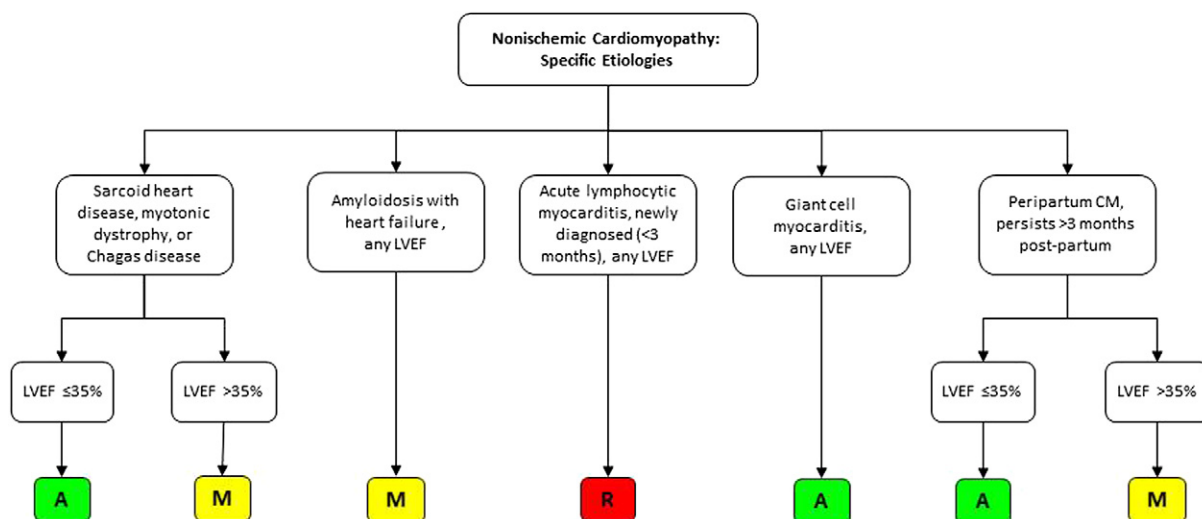 Nonischemic Cardiomyopathy:
Specific Etiologies
Sarcoid heart
disease, myotonic
dystrophy, or
Chagas disease
Amyloidosis with
heart failure ,
any LVEF
Acute lymphocytic
myocarditis, newly
diagnosed (<3
months), any LVEF
Giant cell
myocarditis,
any LVEF
Peripartum CM,
persists >3 months
post-partum
LVEF ≤35%
LVEF >35%
LVEF ≤35%
LVEF >35%
A
M
M
R
A
A
M